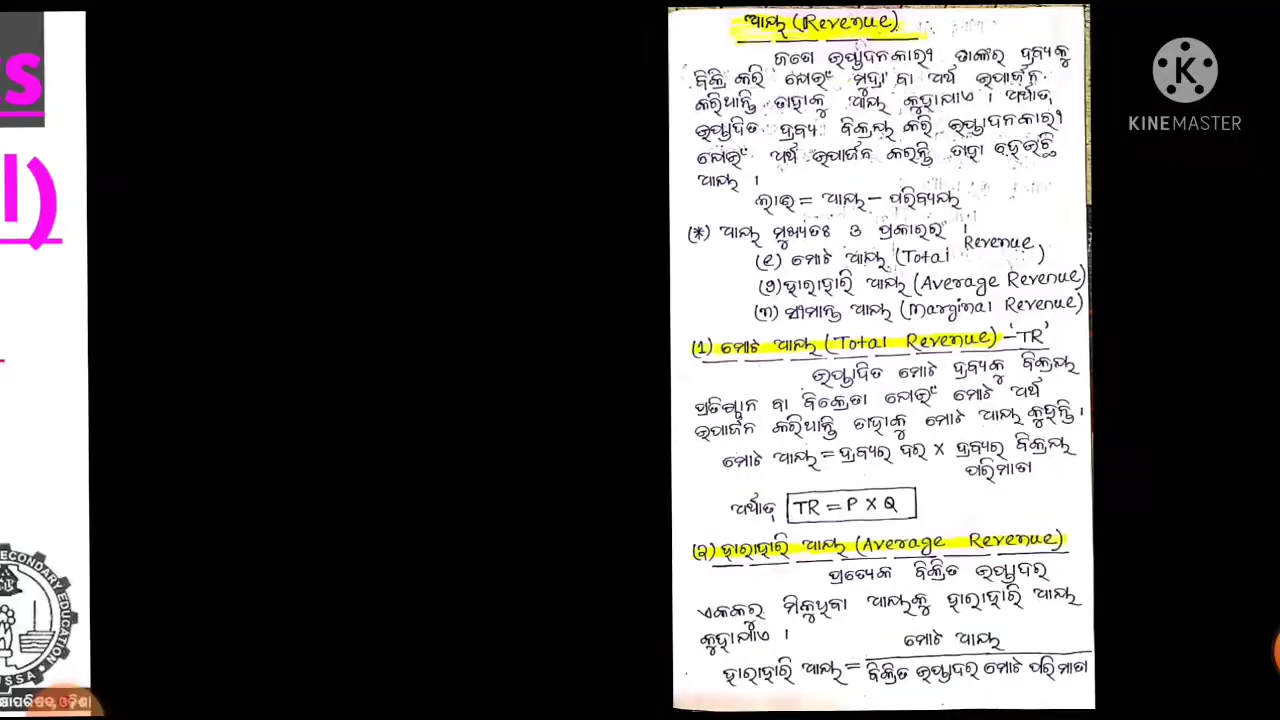 ଆୟ (Revenue)
ଜଣେ ଉତ୍ପାଦନକାରୀ ତାଙ୍କର ଦ୍ରବ୍ୟକୁ
ବିକ୍ରି କରି ଯେଉଁ ମୁଦ୍ରା ବା ଅର୍ଥ ଉପାର୍ଜନ
କରିଥାନ୍ତି ତାହାକୁ ଆୟ କୁହାଯାଏ । ଅର୍ଥାତ୍
ଉତ୍ପାଦିତ ଦ୍ରବ୍ୟ ବିକ୍ରୟ କରି ଉତ୍ପାଦନକାରୀ
ଯେଉଁ ଅର୍ଥ ଉପାର୍ଜନ କରନ୍ତି ତାହା ହେଉଛି
ଆୟ ।
ଲାଭ = ଆୟ - ପରିବ୍ୟୟ
(*) ଆୟ ମୁଖ୍ୟତଃ ୩ ପ୍ରକାରର ।
(୧) ମୋଟ ଆୟ (Total Revenue)
(୨) ହାରାହାରି ଆୟ (Average Revenue)
(୩) ସୀମାନ୍ତ ଆୟ (Marginal Revenue)
(1) ମୋଟ ଆୟ (Total Revenue) - 'TR'
ଉତ୍ପାଦିତ ମୋଟ ଦ୍ରବ୍ୟକୁ ବିକ୍ରୟ
ପ୍ରତିଷ୍ଠାନ ବା ବିକ୍ରେତା ଯେଉଁ ମୋଟ ଅର୍ଥ
ଉପାର୍ଜନ କରିଥାନ୍ତି ତାହାକୁ ମୋଟ ଆୟ କୁହନ୍ତି ।
ମୋଟ ଆୟ = ଦ୍ରବ୍ୟର ଦର X ଦ୍ରବ୍ୟର ବିକ୍ରୟ
ପରିମାଣ
ଅର୍ଥାତ୍ TR = P X Q
(2) ହାରାହାରି ଆୟ (Average Revenue)
ପ୍ରତ୍ୟେକ ବିକ୍ରିତ ଉତ୍ପାଦର
ଏକକରୁ ମିଳୁଥିବା ଆୟକୁ ହାରାହାରି ଆୟ
କୁହାଯାଏ ।
ମୋଟ ଆୟ
ହାରାହାରି ଆୟ = ବିକ୍ରିତ ଉତ୍ପାଦର ମୋଟ ପରିମାଣ
K
KINEMASTER